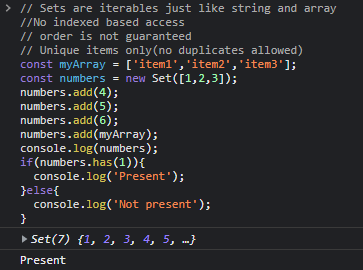 // Sets are iterables just like string and array
//No indexed based access
// order is not guaranteed
// Unique items only(no duplicates allowed)
const myArray = ['item1','item2','item3'];
const numbers = new Set([1,2,3]);
numbers.add(4);
numbers.add(5);
numbers.add(6);
numbers.add(myArray);
console.log(numbers);
if(numbers.has(1)){
  console.log('Present');
}else{
  console.log('Not present');
}
Set(7) {1, 2, 3, 4, 5, …}
Present